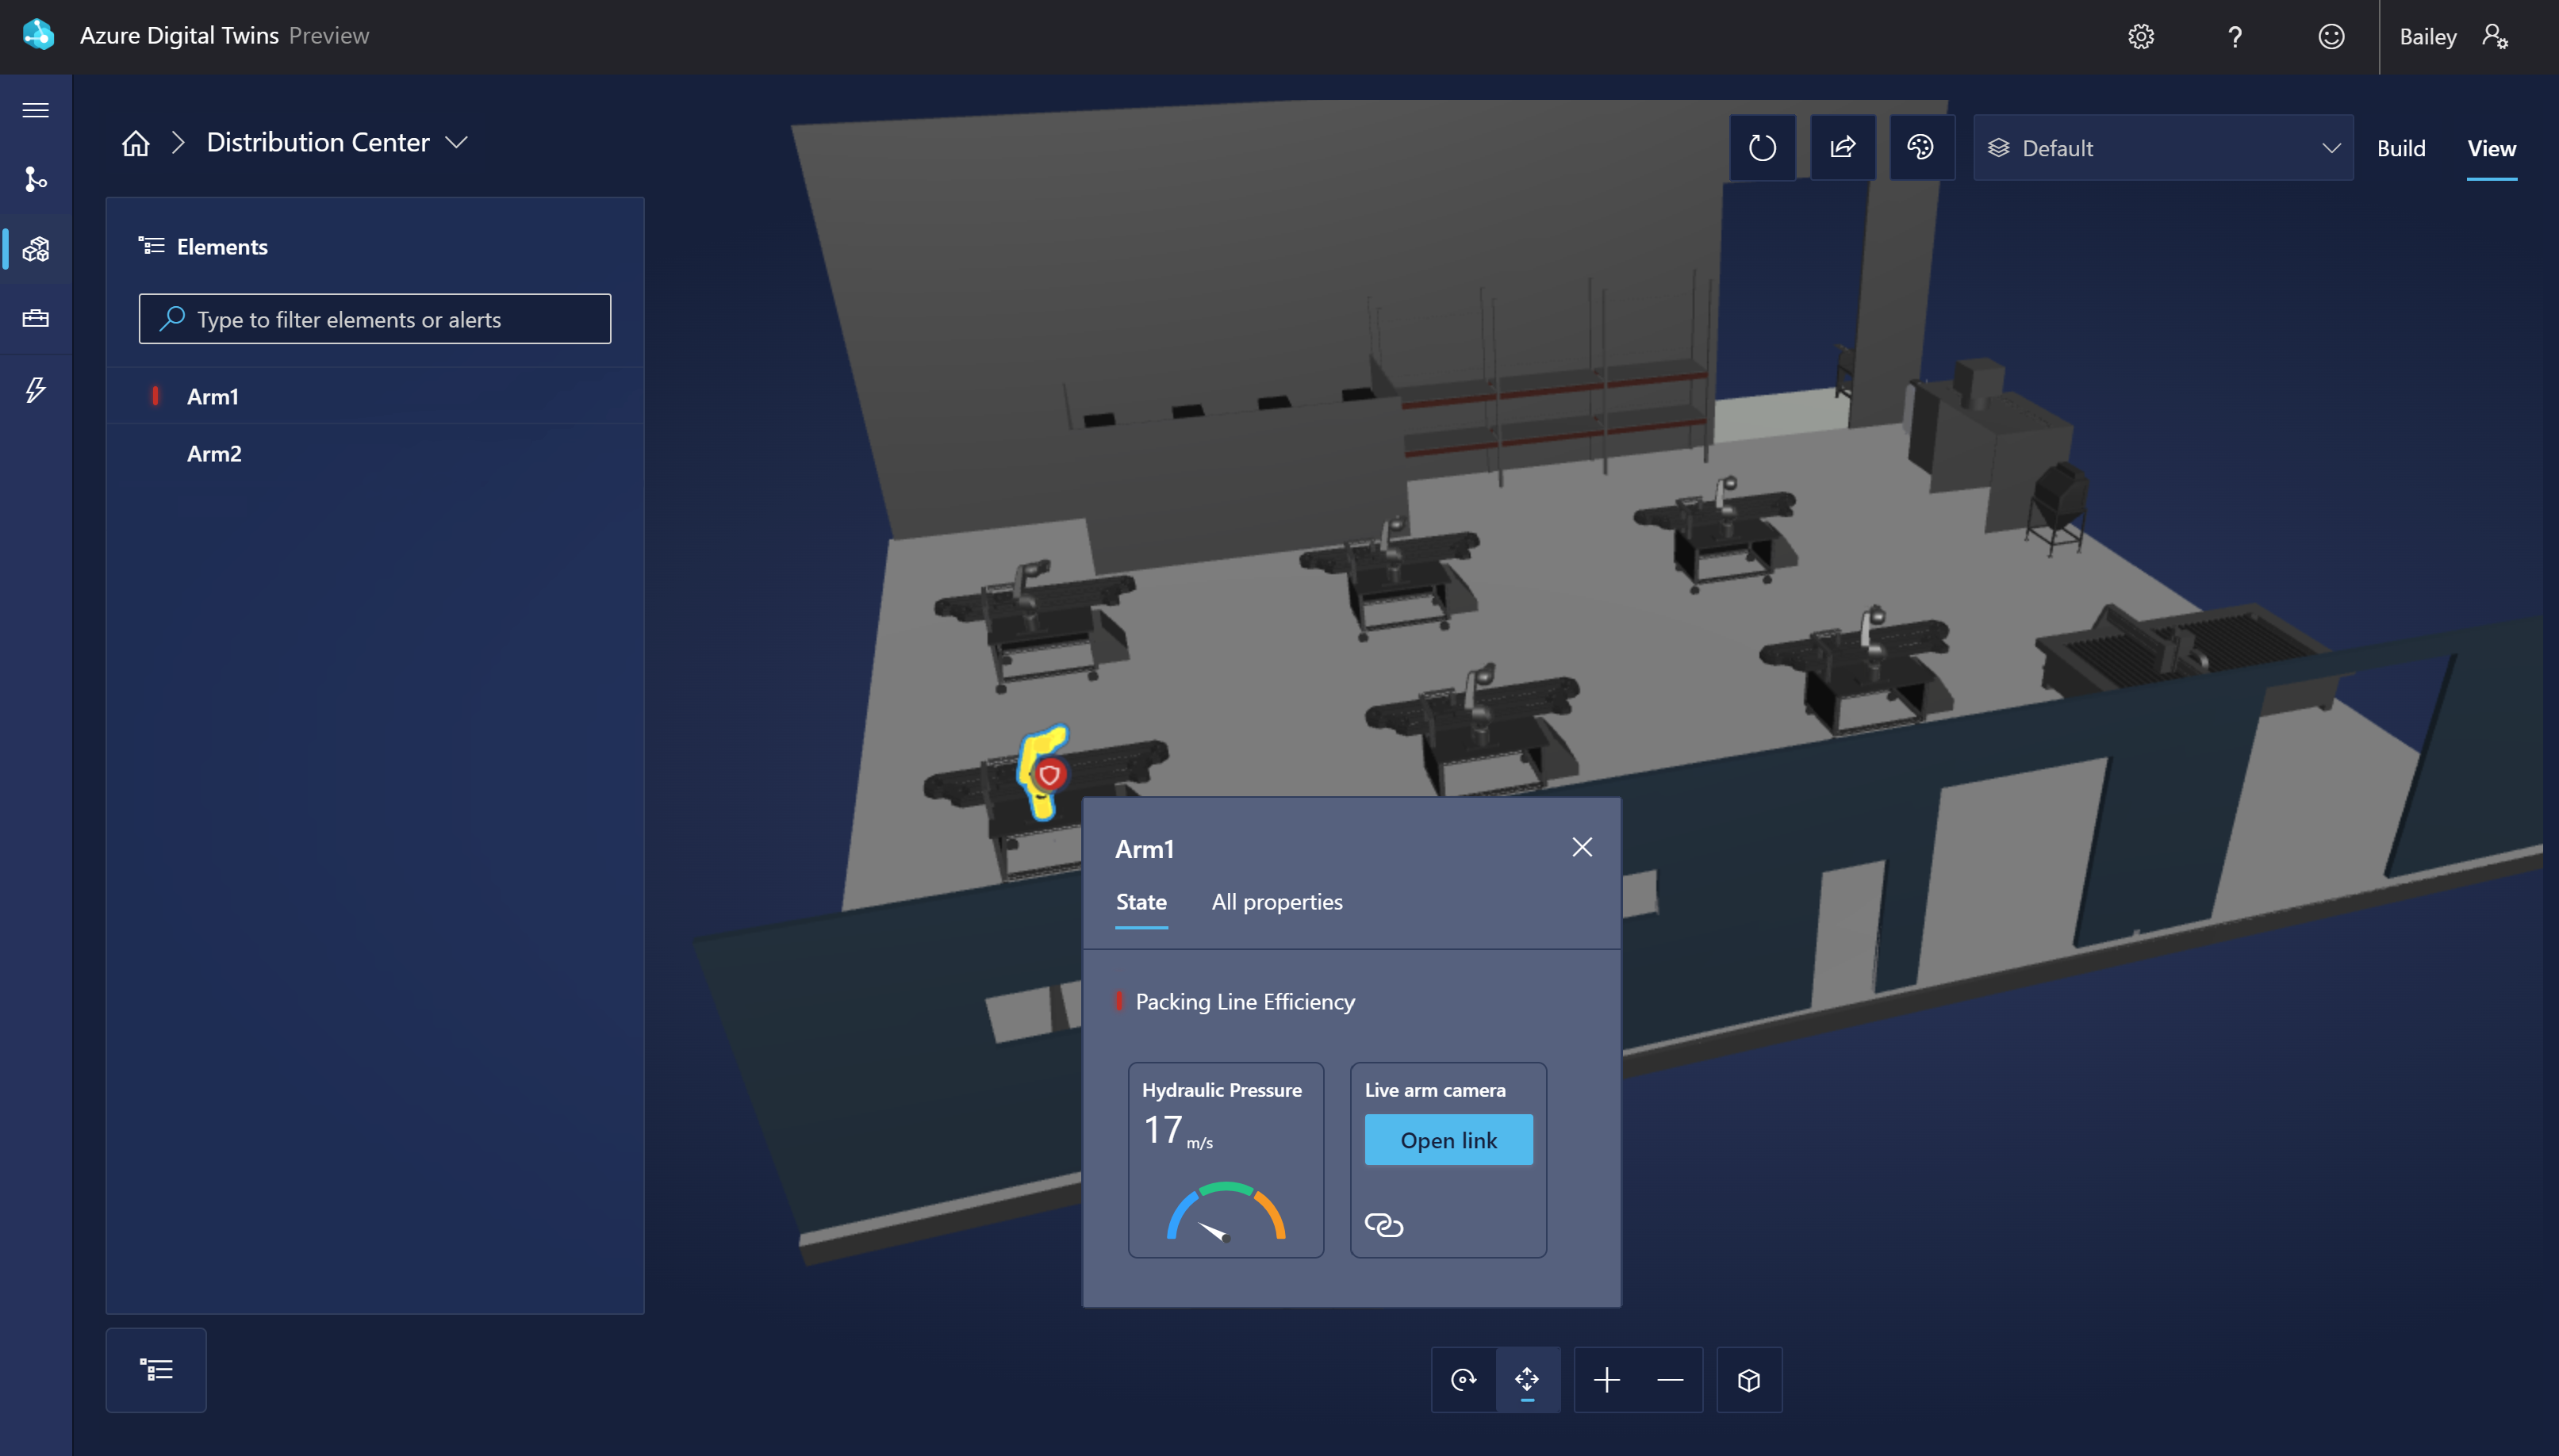 Azure Digital Twins Preview
?
Bailey
Distribution Center
Default
Build
View
Elements
Type to filter elements or alerts
Arm1
Arm2
Arm1
State
All properties
Packing Line Efficiency
Hydraulic Pressure
17 m/s
Live arm camera
Open link